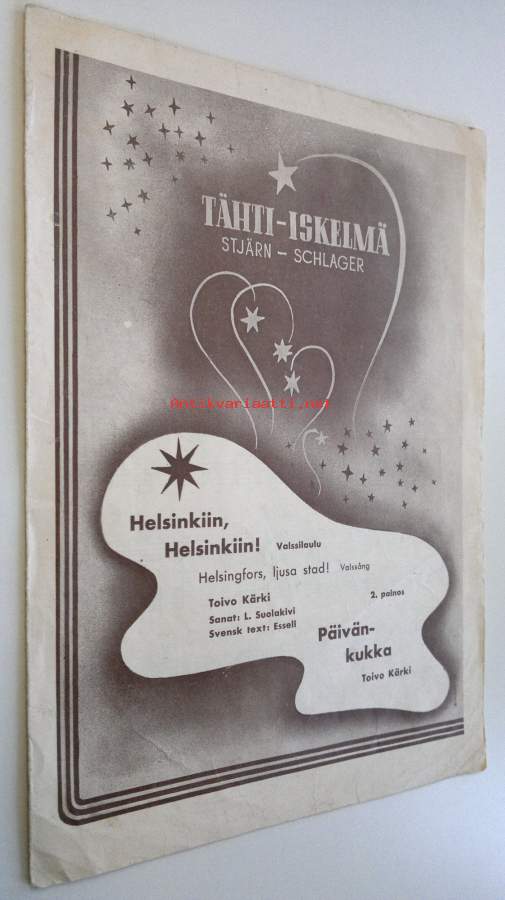 TÄHTI-ISKELMÄ
STJÄRN - SCHLAGER
Antikvariaatti.net
Helsinkiin,
Helsinkiin! Valssilaulu
Helsingfors, ljusa stad! Valssång
Toivo Kärki 2. painos
Sanat: L. Suolakivi
Svensk text: Essell
Päivän-
kukka
Toivo Kärki